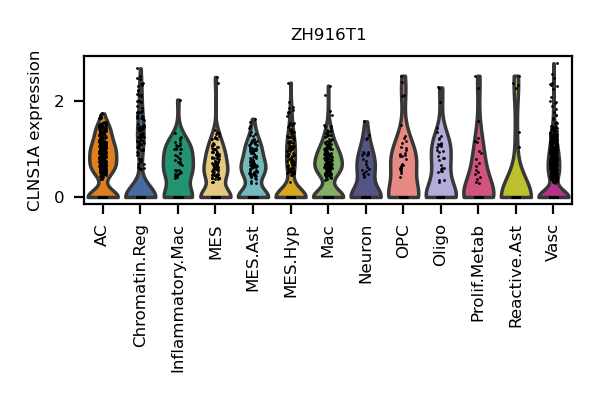 ZH916T1
CLNS1A expression
2
0
AC
Chromatin.Reg
Inflammatory.Mac
MES
MES.Ast
MES.Hyp
Mac
Neuron
OPC
Oligo
Prolif.Metab
Reactive.Ast
Vasc